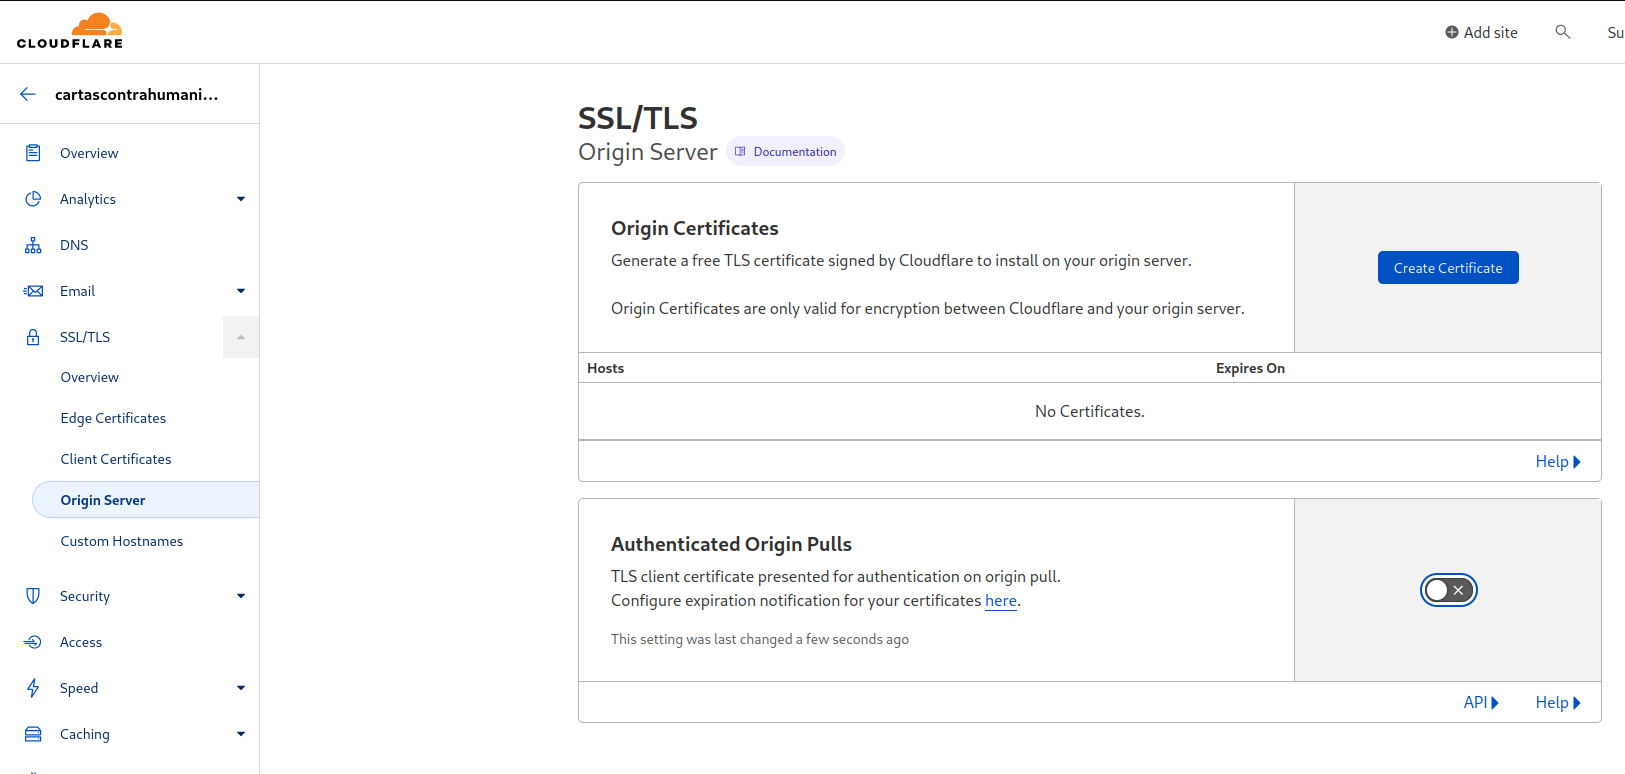 CLOUDFLARE
Add site
Su
cartascontrahumani...
Overview
Analytics
DNS
Email
SSL/TLS
Overview
Edge Certificates
Client Certificates
Origin Server
Custom Hostnames
Security
Access
Speed
Caching
SSL/TLS
Origin Server
Documentation
Origin Certificates
Generate a free TLS certificate signed by Cloudflare to install on your origin server.
Origin Certificates are only valid for encryption between Cloudflare and your origin server.
Create Certificate
Hosts Expires On
No Certificates.
Help
Authenticated Origin Pulls
TLS client certificate presented for authentication on origin pull.
Configure expiration notification for your certificates here.
This setting was last changed a few seconds ago
API Help